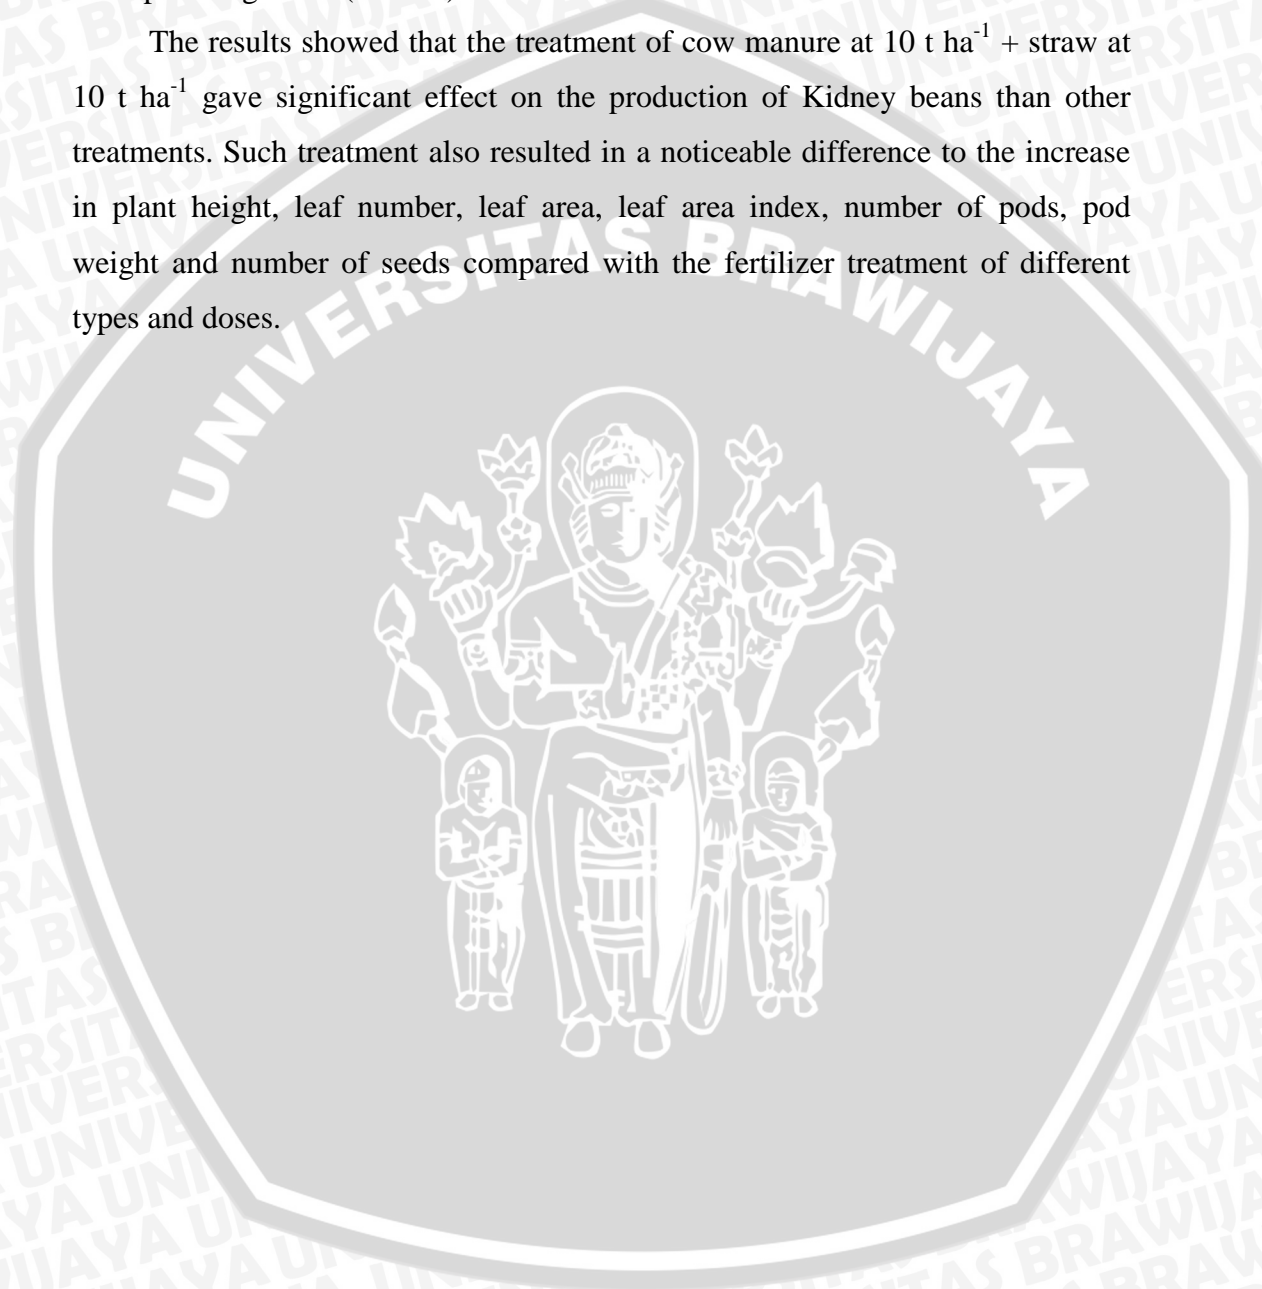 The results showed that the treatment of cow manure at 10 t ha⁻¹ + straw at
10 t ha⁻¹ gave significant effect on the production of Kidney beans than other
treatments. Such treatment also resulted in a noticeable difference to the increase
in plant height, leaf number, leaf area, leaf area index, number of pods, pod
weight and number of seeds compared with the fertilizer treatment of different
types and doses.
UNIVERSITAS BRAWIJAYA